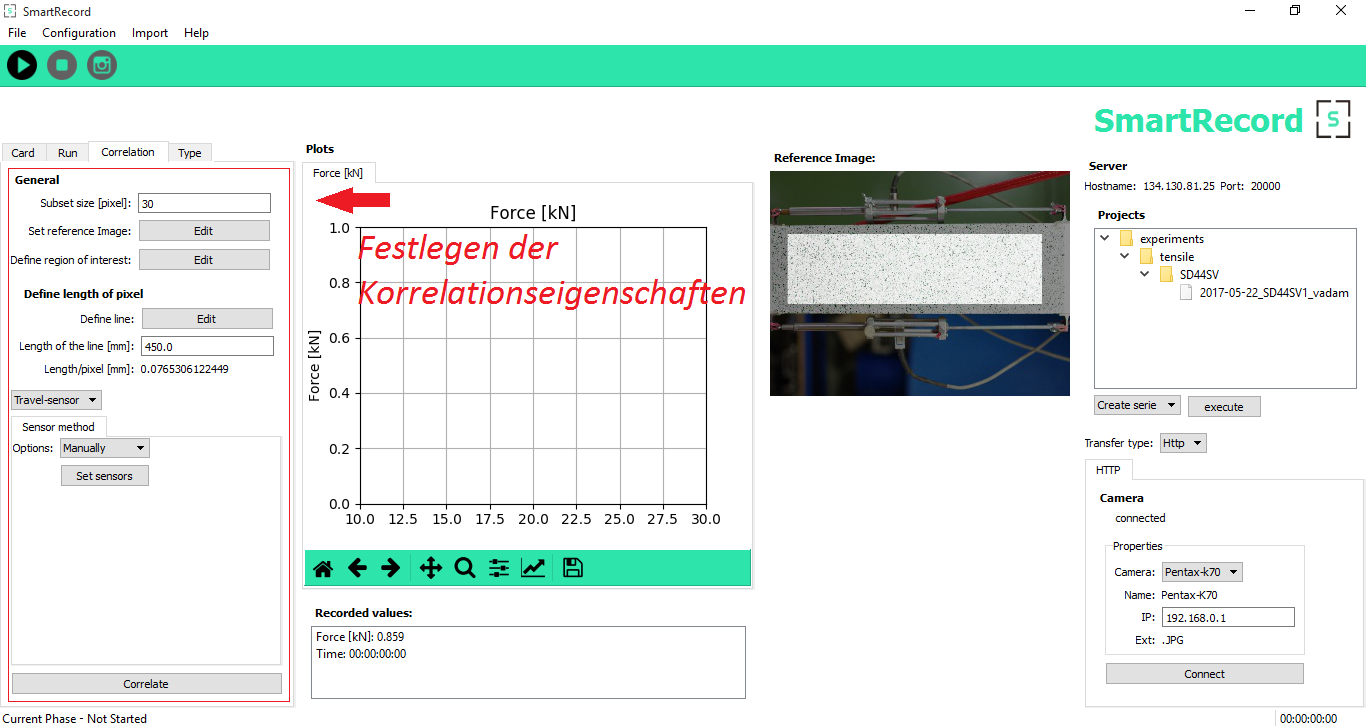 SmartRecord
File Configuration Import Help
SmartRecord S
Card Run Correlation Type
General
Subset size [pixel]: 30
Set reference Image: Edit
Define region of interest: Edit
Define length of pixel
Define line: Edit
Length of the line [mm]: 450.0
Length/pixel [mm]: 0.0765306122449
Travel-sensor
Sensor method
Options: Manually
Set sensors
Correlate
Plots
Force [kN]
Force [kN]
Festlegen der
Korrelationseigenschaften
Force [kN]
1.0
0.8
0.6
0.4
0.2
0.0
10.0 12.5 15.0 17.5 20.0 22.5 25.0 27.5 30.0
Recorded values:
Force [kN]: 0.859
Time: 00:00:00:00
Reference Image:
Server
Hostname: 134.130.81.25 Port: 20000
Projects
experiments
tensile
SD44SV
2017-05-22_SD44SV1_vadam
Create serie execute
Transfer type: Http
HTTP
Camera
connected
Properties
Camera: Pentax-k70
Name: Pentax-K70
IP: 192.168.0.1
Ext: .JPG
Connect
Current Phase - Not Started 00:00:00:00